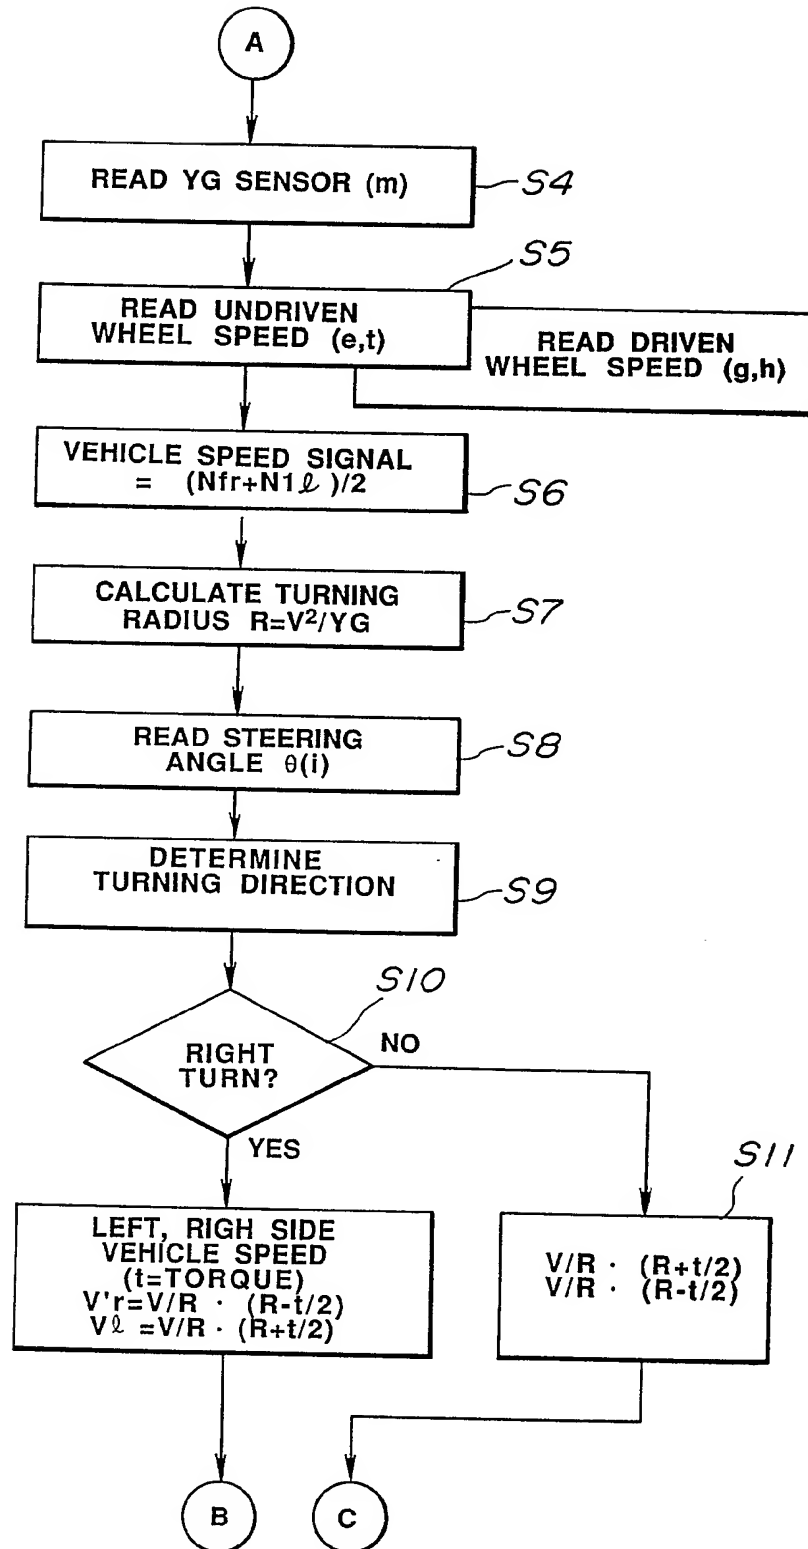 A
READ YG SENSOR (m)
S4
S5
READ UNDRIVEN
WHEEL SPEED (e,t)
READ DRIVEN
WHEEL SPEED (g,h)
VEHICLE SPEED SIGNAL
= (Nfr+N1ℓ)/2
S6
CALCULATE TURNING
RADIUS R=V²/YG
S7
READ STEERING
ANGLE θ(i)
S8
DETERMINE
TURNING DIRECTION
S9
S10
RIGHT
TURN?
NO
YES
S11
LEFT, RIGH SIDE
VEHICLE SPEED
(t=TORQUE)
V'r=V/R · (R-t/2)
Vℓ =V/R · (R+t/2)
V/R · (R+t/2)
V/R · (R-t/2)
B
C